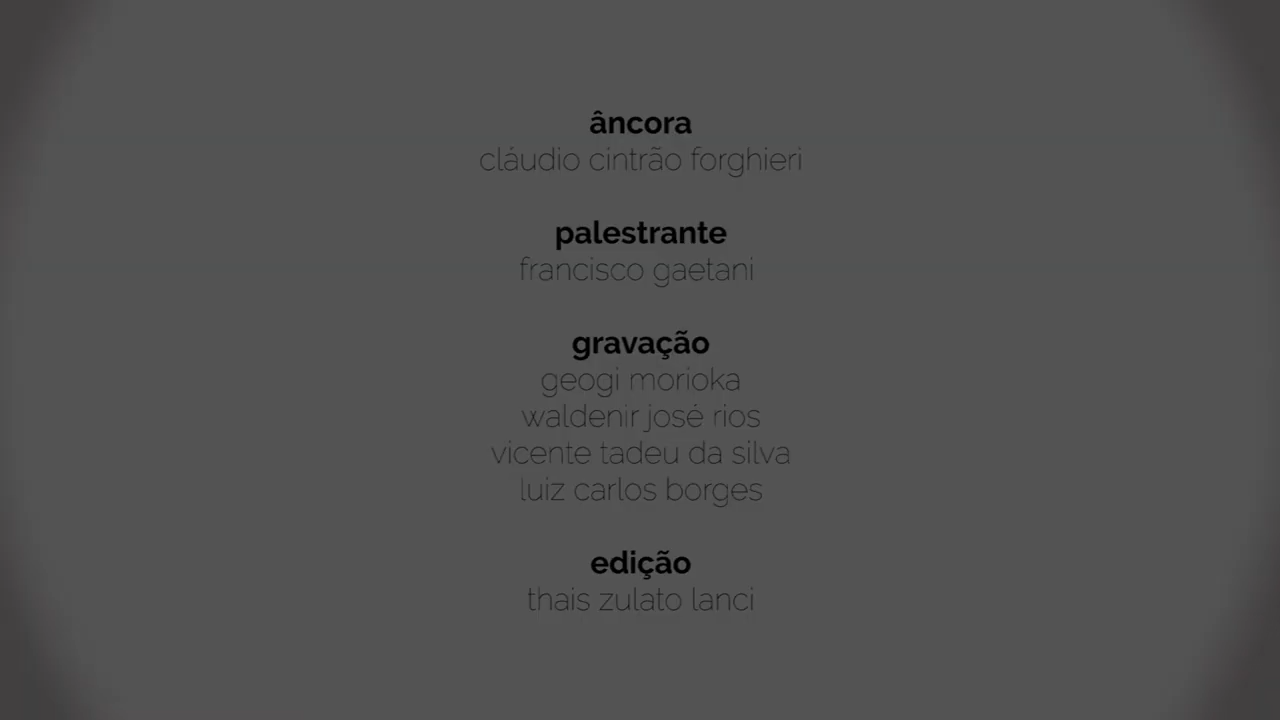 âncora
cláudio cintrão forghieri
palestrante
francisco gaetani
gravação
geogi morioka
waldenir josé rios
vicente tadeu da silva
luiz carlos borges
edição
thais zulato lanci